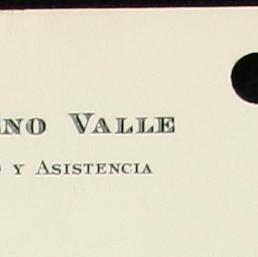 NO VALLE
Y ASISTENCIA